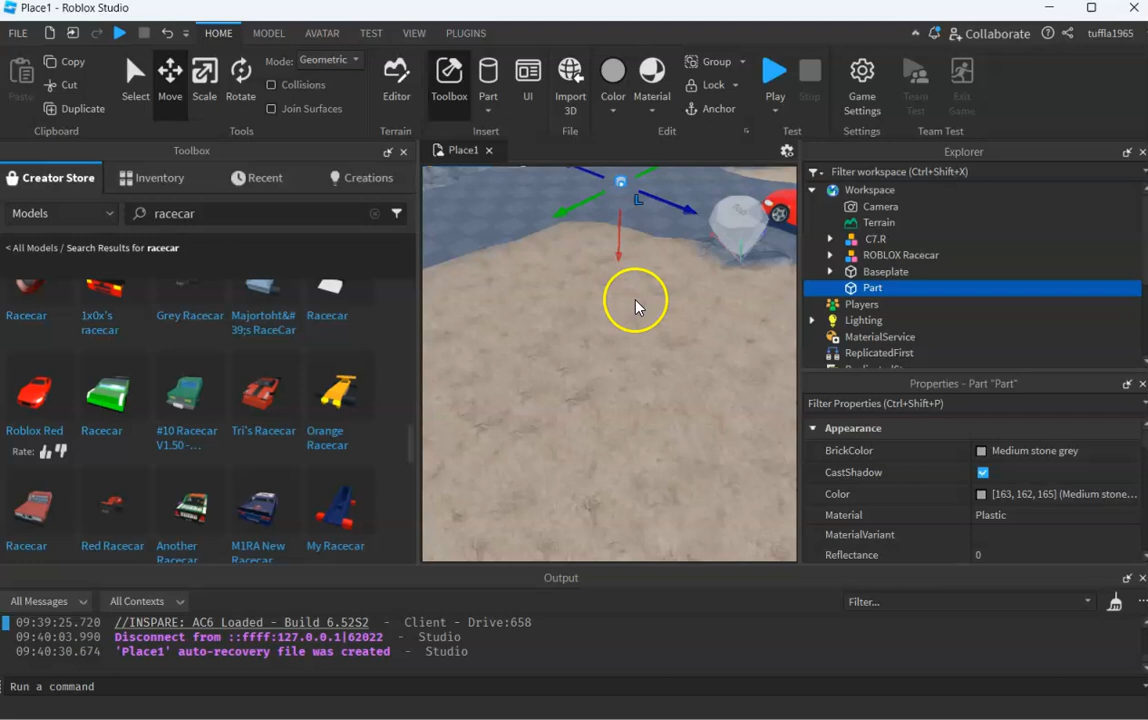 Place1 - Roblox Studio
FILE HOME MODEL AVATAR TEST VIEW PLUGINS Collaborate tuffla1965
Paste Copy Cut Duplicate Select Move Scale Rotate Mode: Geometric Collisions Join Surfaces Editor Toolbox Part UI Import 3D Color Material Group Lock Anchor Play Stop Game Settings Team Test Exit Game
Clipboard Tools Terrain Insert File Edit Test Settings Team Test
Toolbox
Creator Store Inventory Recent Creations
Models racecar
< All Models / Search Results for racecar
Racecar 1x0x's racecar Grey Racecar Majortoht&#39;s RaceCar Racecar
Roblox Red Racecar #10 Racecar V1.50 -... Tri's Racecar Orange Racecar
Rate:
Racecar Red Racecar Another Racecar M1RA New Racecar My Racecar
Place1
L
Explorer
Filter workspace (Ctrl+Shift+X)
Workspace
Camera
Terrain
C7.R
ROBLOX Racecar
Baseplate
Part
Players
Lighting
MaterialService
ReplicatedFirst
Properties - Part "Part"
Filter Properties (Ctrl+Shift+P)
Appearance
BrickColor Medium stone grey
CastShadow
Color [163, 162, 165] (Medium stone...
Material Plastic
MaterialVariant
Reflectance 0
Output
All Messages All Contexts Filter...
09:39:25.720 //INSPARE: AC6 Loaded - Build 6.52S2 - Client - Drive:658
09:40:03.990 Disconnect from ::ffff:127.0.0.1|62022 - Studio
09:40:30.674 'Place1' auto-recovery file was created - Studio
Run a command